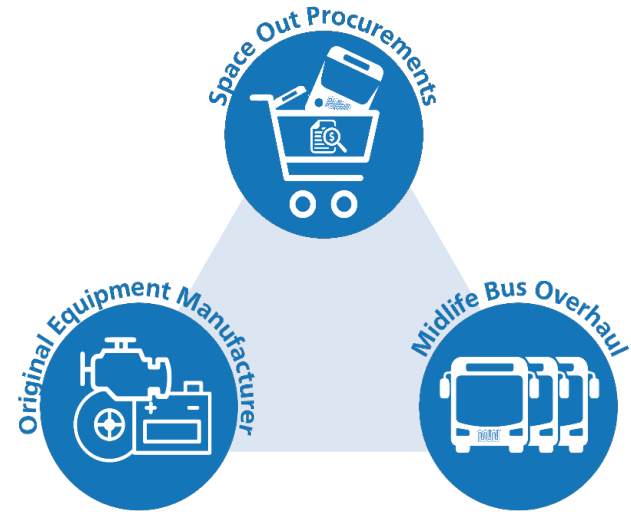 Space Out Procurements
Original Equipment Manufacturer
Midlife Bus Overhaul
$